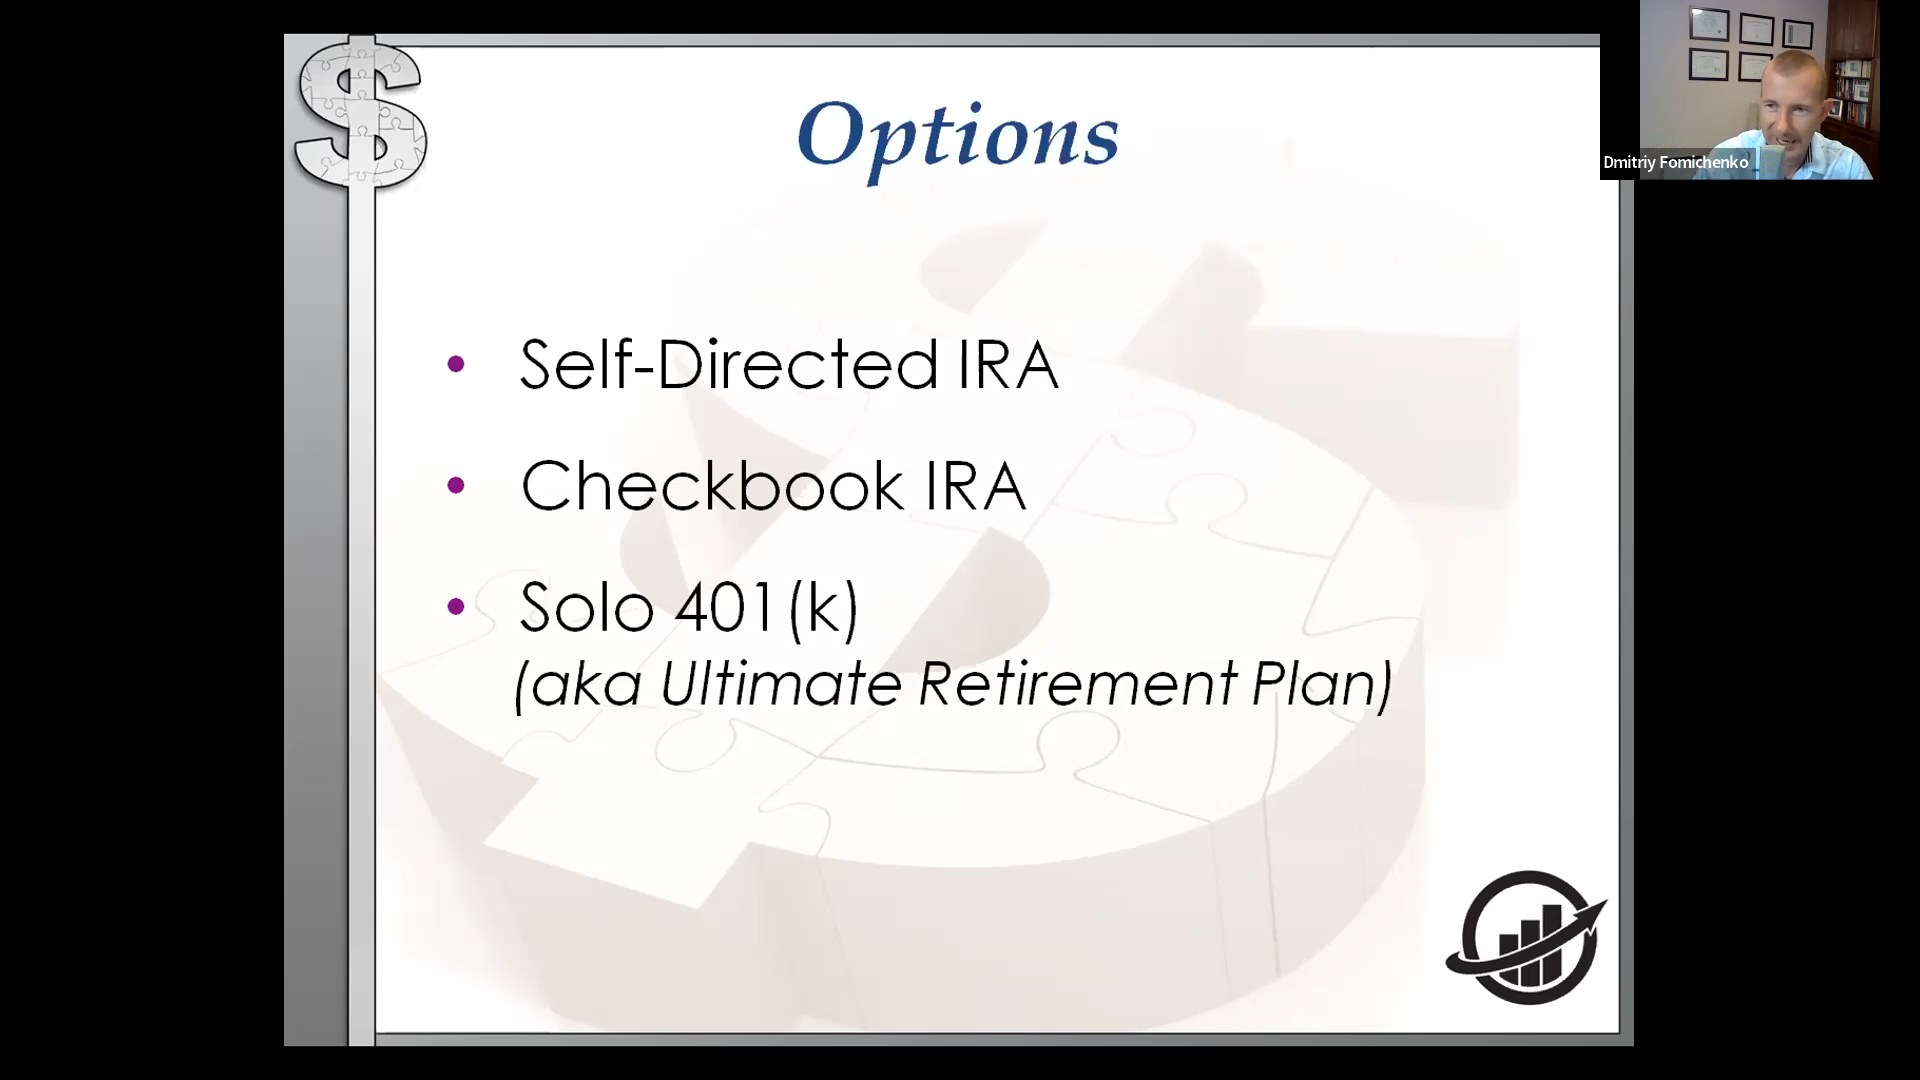 Options
Dmitriy Fomichenko
• Self-Directed IRA
• Checkbook IRA
• Solo 401(k)
(aka Ultimate Retirement Plan)